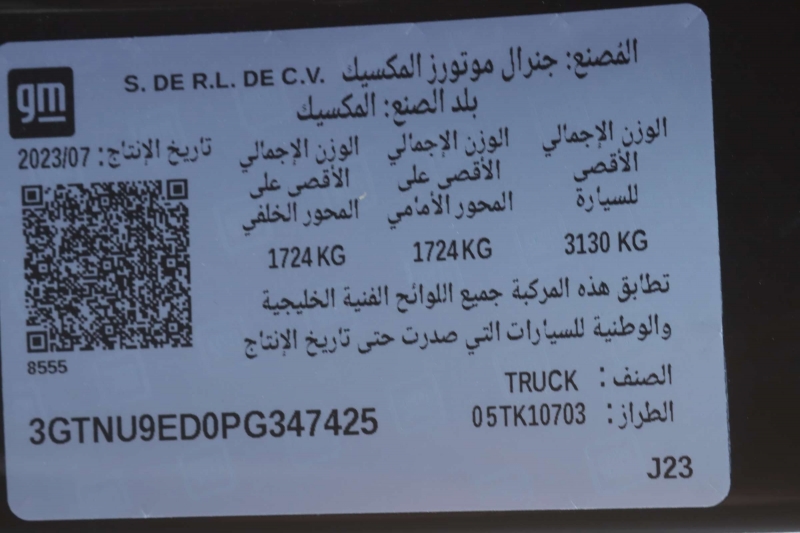 المُصنع: جنرال موتورز المكسيك S. DE R.L. DE C.V.
بلد الصنع: المكسيك
gm
الوزن الإجمالي
الأقصى
للسيارة
3130 KG
الوزن الإجمالي
الأقصى على
المحور الأمامي
1724 KG
الوزن الإجمالي
الأقصى على
المحور الخلفي
1724 KG
تاريخ الإنتاج: 2023/07
8555
تطابق هذه المركبة جميع اللوائح الفنية الخليجية
والوطنية للسيارات التي صدرت حتى تاريخ الإنتاج
الصنف: TRUCK
الطراز: 05TK10703
3GTNU9ED0PG347425
J23